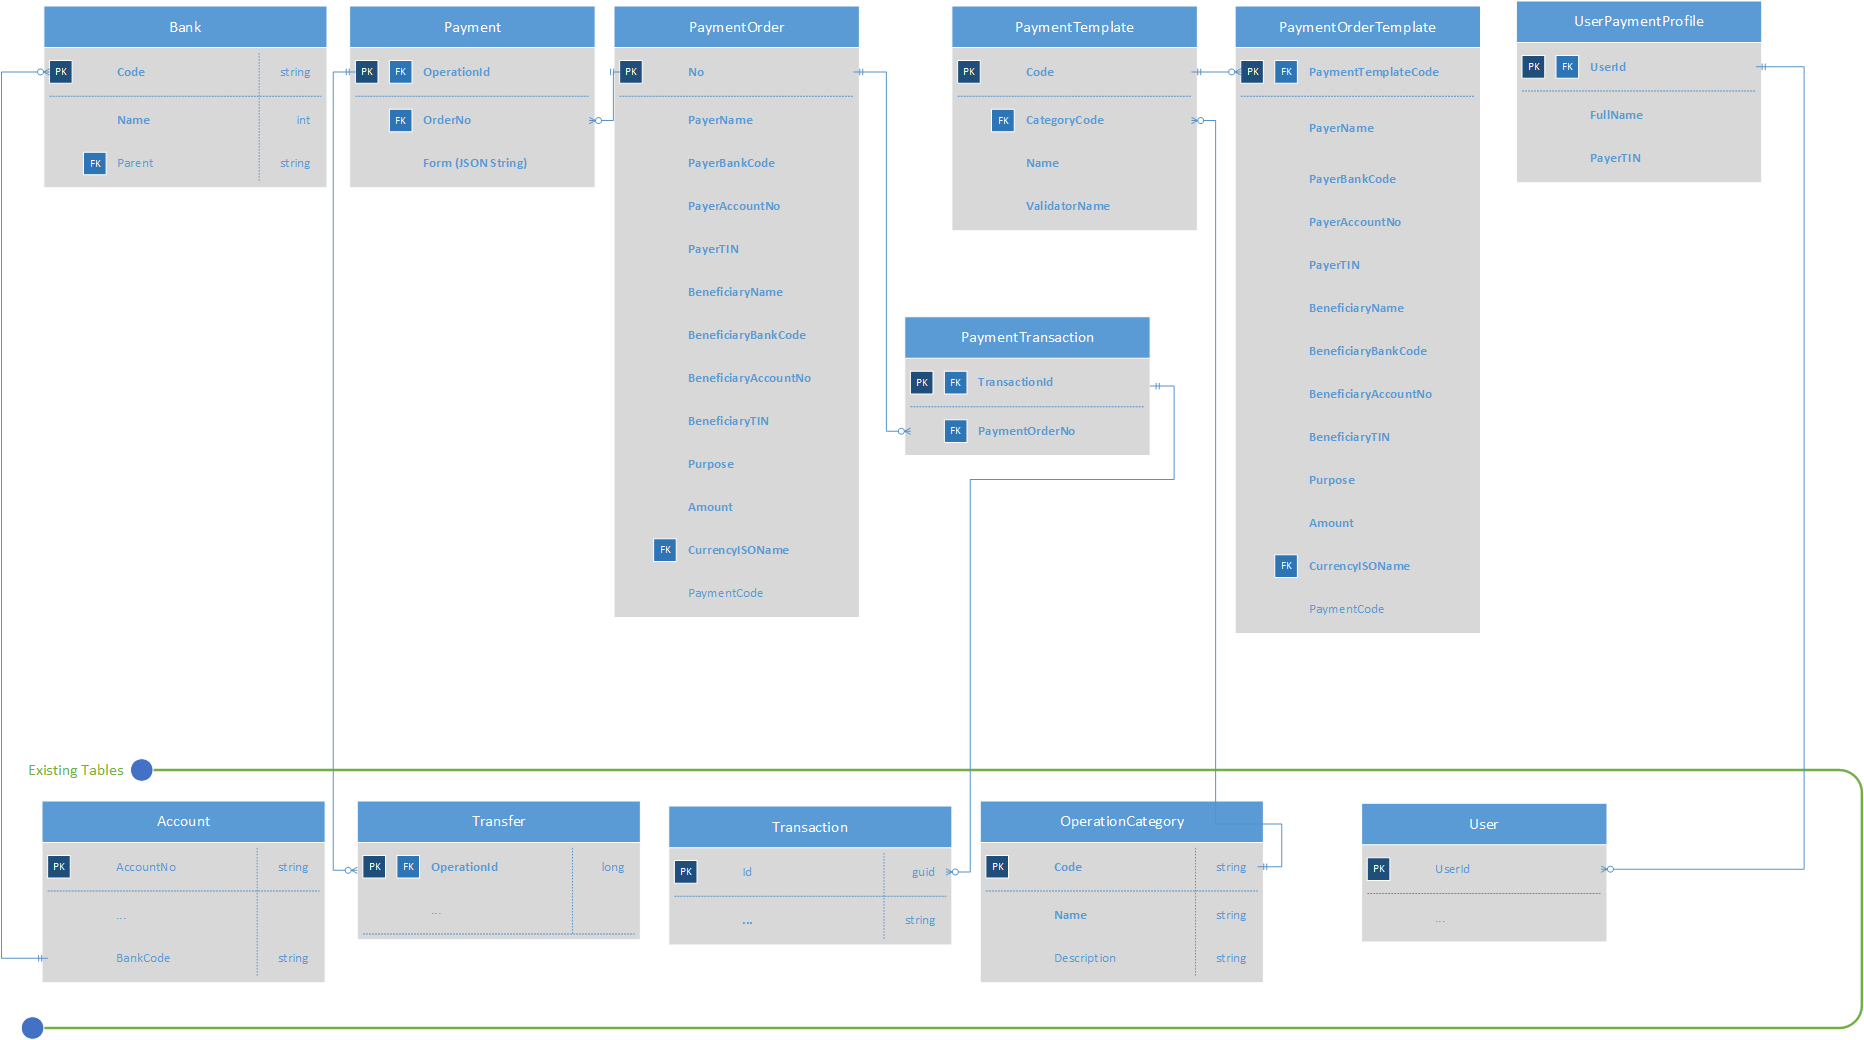 Bank
PK Code string
Name int
FK Parent string
Payment
PK FK OperationId
FK OrderNo
Form (JSON String)
PaymentOrder
PK No
PayerName
PayerBankCode
PayerAccountNo
PayerTIN
BeneficiaryName
BeneficiaryBankCode
BeneficiaryAccountNo
BeneficiaryTIN
Purpose
Amount
FK CurrencyISOName
PaymentCode
PaymentTemplate
PK Code
FK CategoryCode
Name
ValidatorName
PaymentOrderTemplate
PK FK PaymentTemplateCode
PayerName
PayerBankCode
PayerAccountNo
PayerTIN
BeneficiaryName
BeneficiaryBankCode
BeneficiaryAccountNo
BeneficiaryTIN
Purpose
Amount
FK CurrencyISOName
PaymentCode
UserPaymentProfile
PK FK UserId
FullName
PayerTIN
PaymentTransaction
PK FK TransactionId
FK PaymentOrderNo
Existing Tables
Account
PK AccountNo string
...
BankCode string
Transfer
PK FK OperationId long
...
Transaction
PK Id guid
... string
OperationCategory
PK Code string
Name string
Description string
User
PK UserId
...